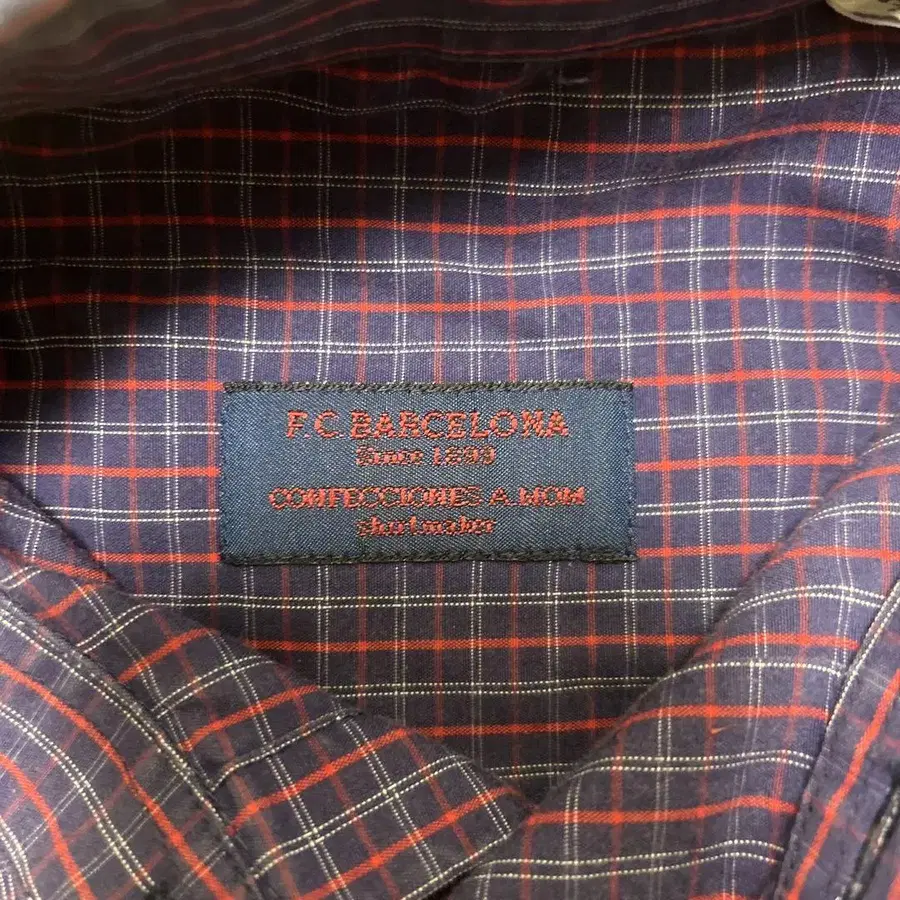 F.C. BARCELONA
Since 1899
CONFECCIONES A.MOM
shirtmaker